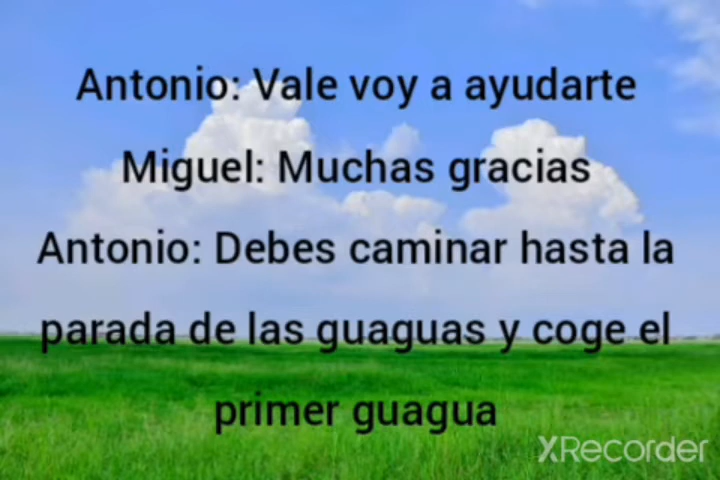 Antonio: Vale voy a ayudarte
Miguel: Muchas gracias
Antonio: Debes caminar hasta la
parada de las guaguas y coge el
primer guagua
XRecorder